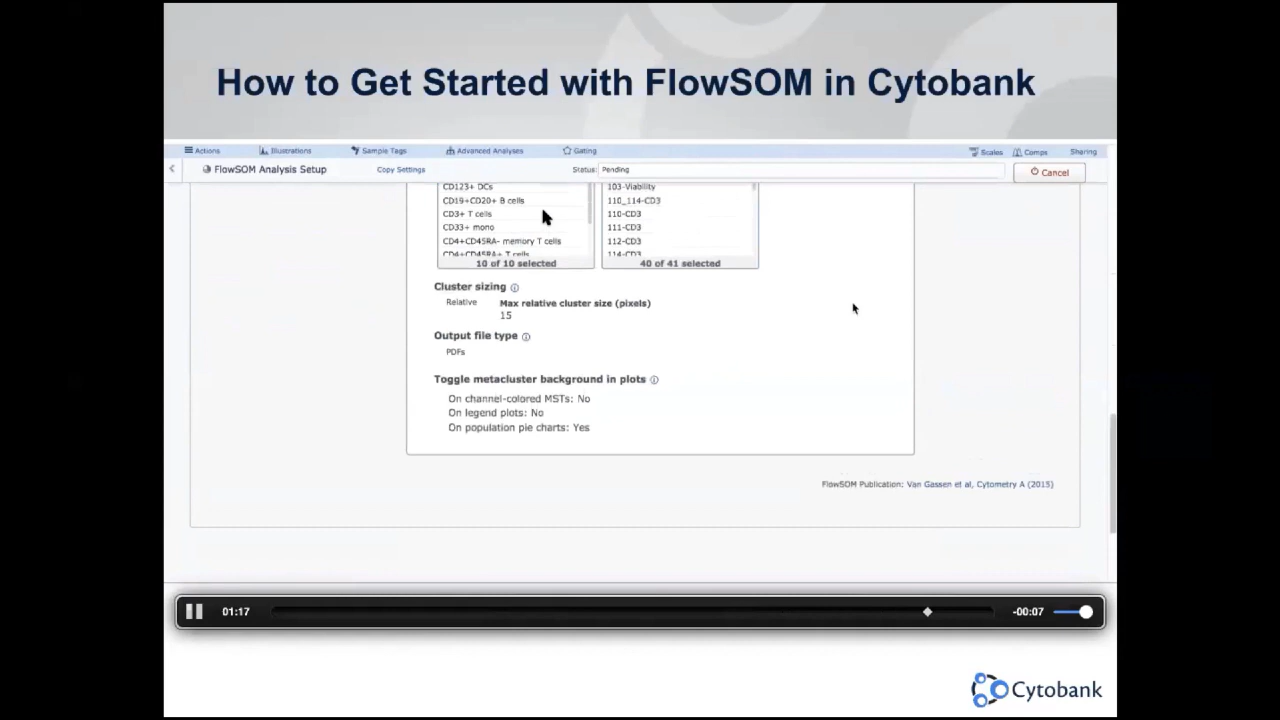 How to Get Started with FlowSOM in Cytobank
Actions Illustrations Sample Tags Advanced Analyses Gating Scales Comps Sharing
FlowSOM Analysis Setup Copy Settings Status: Pending Cancel
CD123+ DCs 103-Viability
CD19+CD20+ B cells 110_114-CD3
CD3+ T cells 110-CD3
CD33+ mono 111-CD3
CD4+CD45RA- memory T cells 112-CD3
CD4+CD45RA+ T cells 114-CD3
10 of 10 selected 40 of 41 selected
Cluster sizing
Relative Max relative cluster size (pixels)
15
Output file type
PDFs
Toggle metacluster background in plots
On channel-colored MSTs: No
On legend plots: No
On population pie charts: Yes
FlowSOM Publication: Van Gassen et al, Cytometry A (2015)
01:17 -00:07
Cytobank